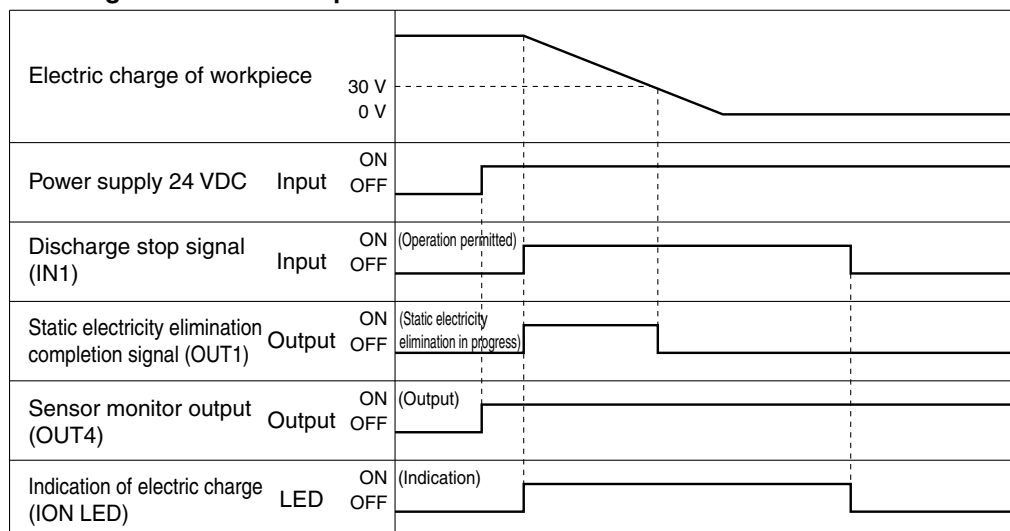 Electric charge of workpiece
30 V
0 V
Power supply 24 VDC Input ON
OFF
Discharge stop signal
(IN1) Input ON
OFF
(Operation permitted)
Static electricity elimination
completion signal (OUT1) Output ON
OFF
(Static electricity
elimination in progress)
Sensor monitor output
(OUT4) Output ON
OFF
(Output)
Indication of electric charge
(ION LED) LED ON
OFF
(Indication)